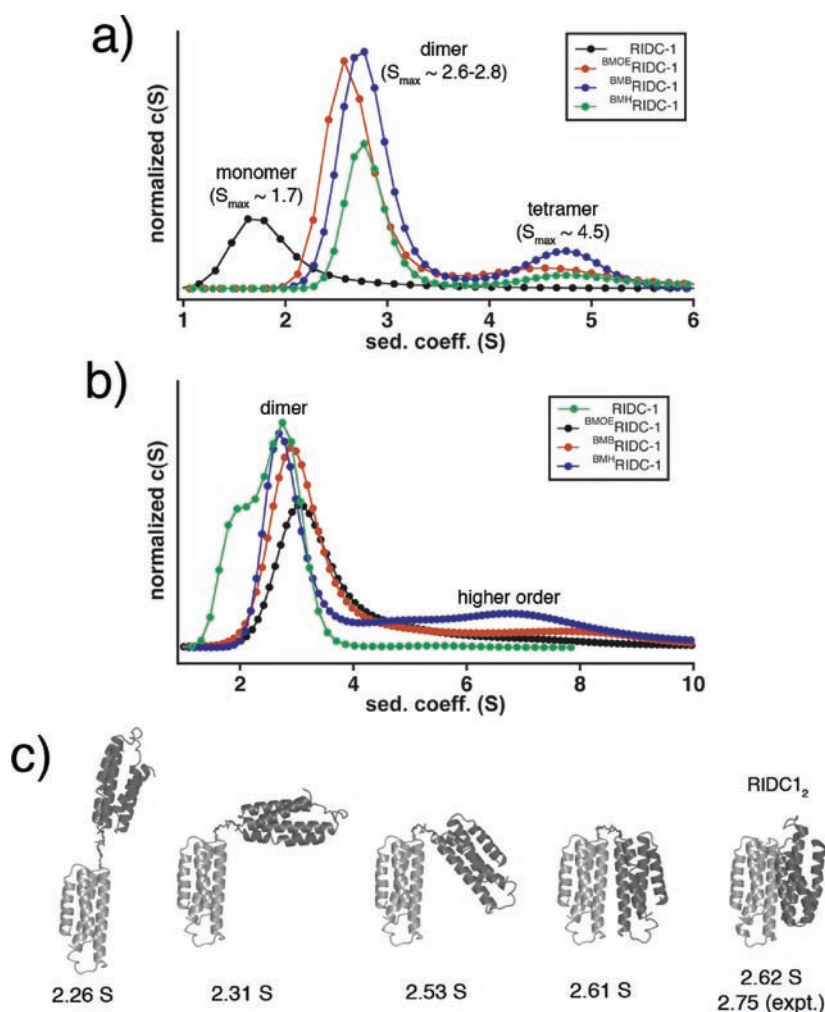 a)
dimer
(Smax ~ 2.6-2.8)
RIDC-1
BMOERIDC-1
BMBRIDC-1
BMHRIDC-1
monomer
(Smax ~ 1.7)
tetramer
(Smax ~ 4.5)
normalized c(S)
1 2 3 4 5 6
sed. coeff. (S)
b)
dimer
RIDC-1
BMOERIDC-1
BMBRIDC-1
BMHRIDC-1
normalized c(S)
higher order
2 4 6 8 10
sed. coeff. (S)
c)
RIDC12
2.26 S 2.31 S 2.53 S 2.61 S 2.62 S
2.75 (expt.)